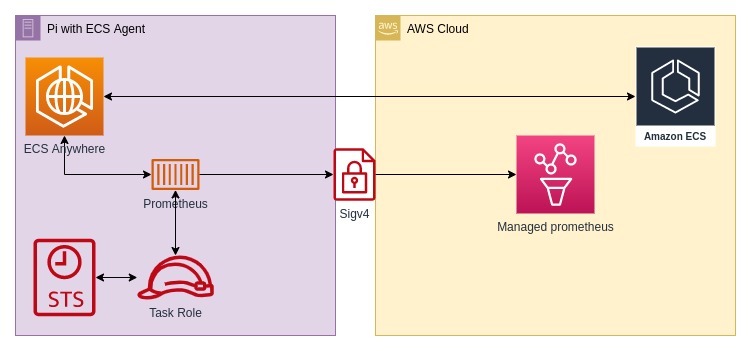 Pi with ECS Agent
aws
AWS Cloud
ECS Anywhere
Amazon ECS
Prometheus
Sigv4
Managed prometheus
STS
Task Role